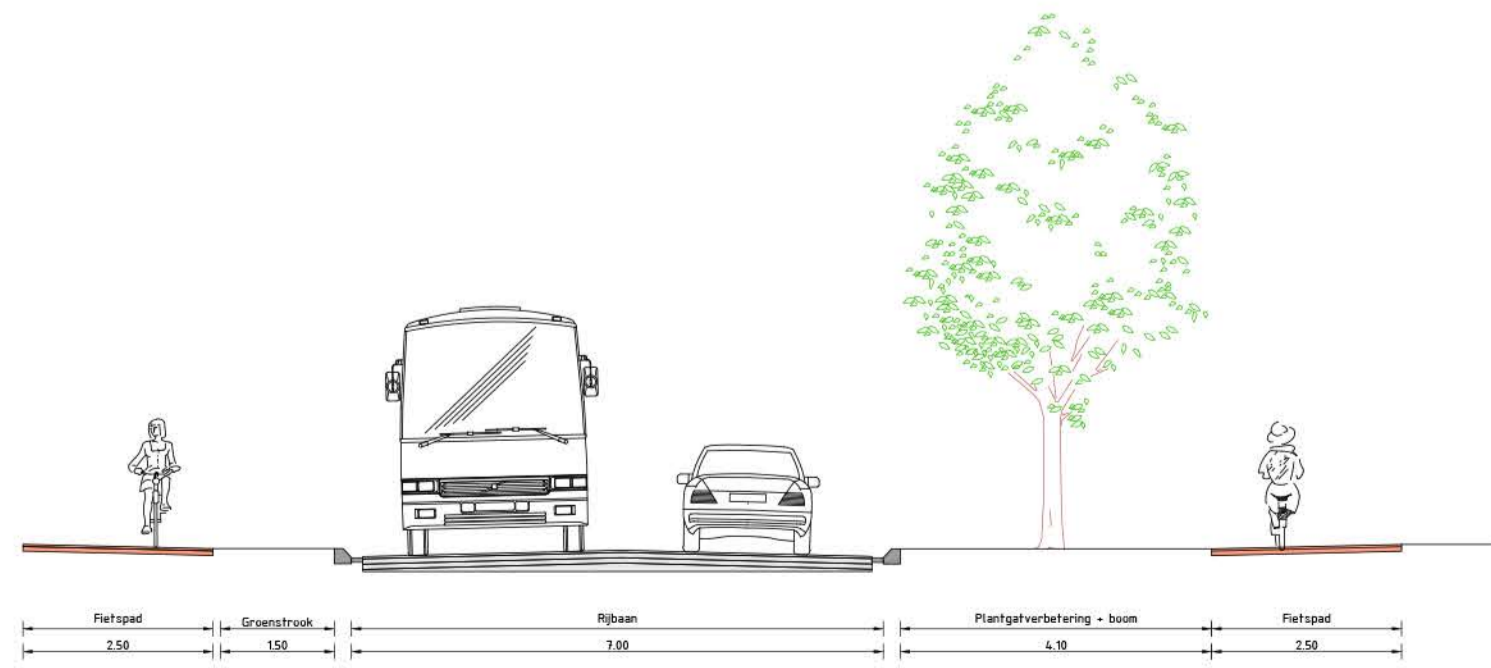 Fietspad
Groenstrook
Rijbaan
Plantgatverbetering + boom
Fietspad
2.50
1.50
7.00
4.10
2.50